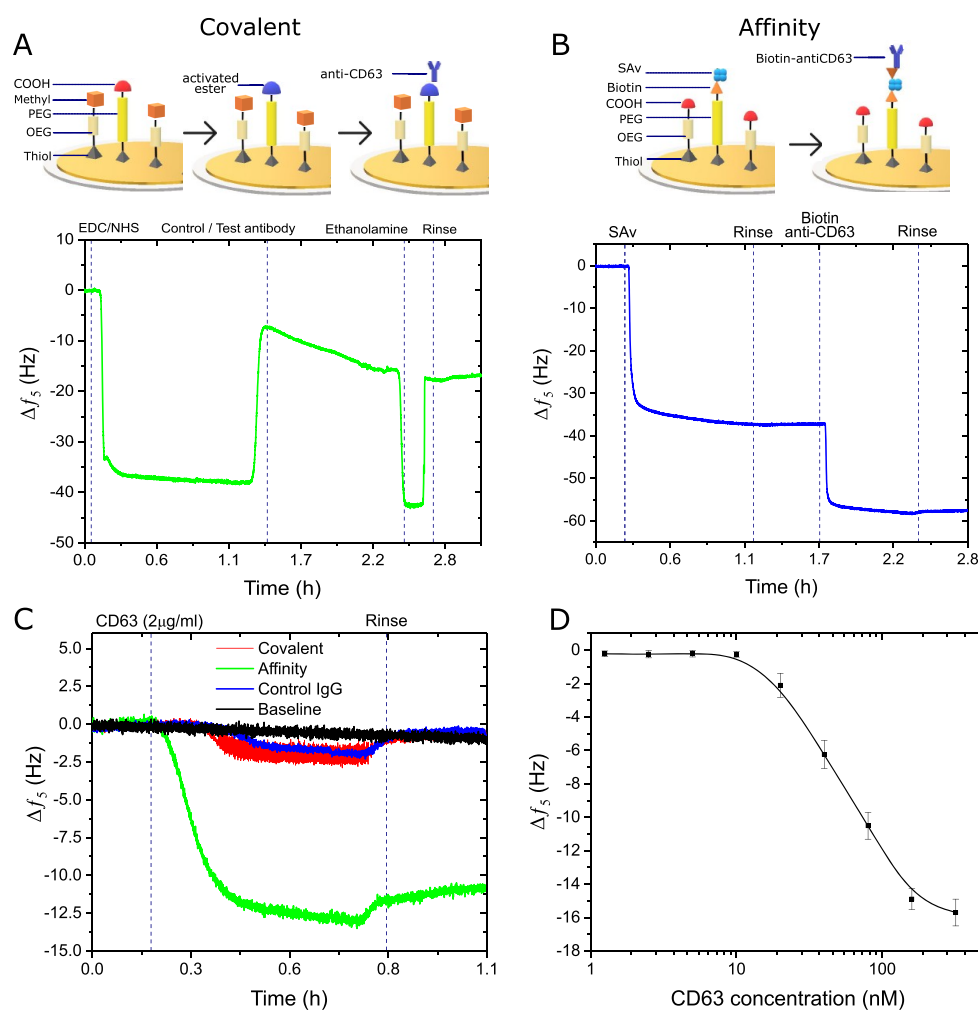 Covalent
Affinity
A
B
COOH
Methyl
PEG
OEG
Thiol
activated
ester
anti-CD63
SAv
Biotin
COOH
PEG
OEG
Thiol
Biotin-antiCD63
EDC/NHS
Control / Test antibody
Ethanolamine
Rinse
10
0
-10
-20
-30
-40
-50
Δf5 (Hz)
0.0
0.6
1.1
1.7
2.2
2.8
Time (h)
SAv
Rinse
Biotin
anti-CD63
Rinse
0
-10
-20
-30
-40
-50
-60
Δf5 (Hz)
0.0
0.6
1.1
1.7
2.2
2.8
Time (h)
C
CD63 (2μg/ml)
Rinse
Covalent
Affinity
Control IgG
Baseline
5.0
2.5
0.0
-2.5
-5.0
-7.5
-10.0
-12.5
-15.0
Δf5 (Hz)
0.0
0.3
0.6
0.8
1.1
Time (h)
D
0
-2
-4
-6
-8
-10
-12
-14
-16
-18
Δf5 (Hz)
1
10
100
CD63 concentration (nM)